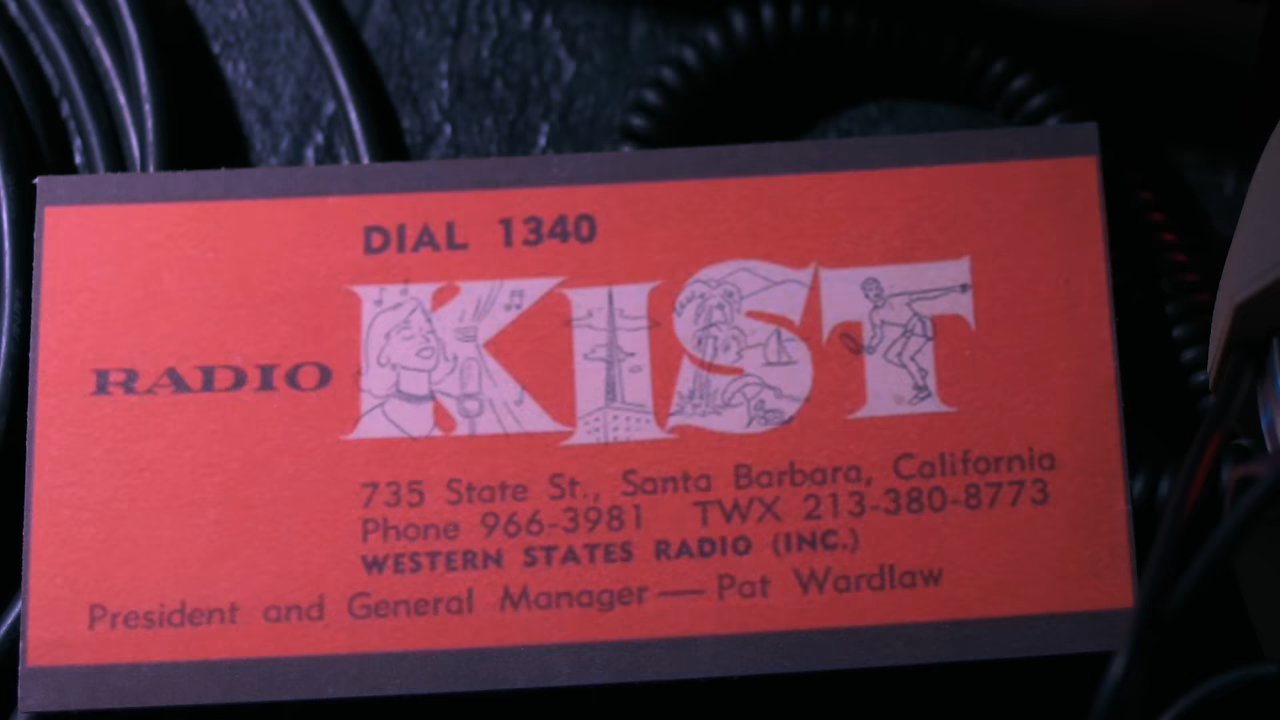 DIAL 1340
RADIO KIST
735 State St., Santa Barbara, California
Phone 966-3981 TWX 213-380-8773
WESTERN STATES RADIO (INC.)
President and General Manager — Pat Wardlaw